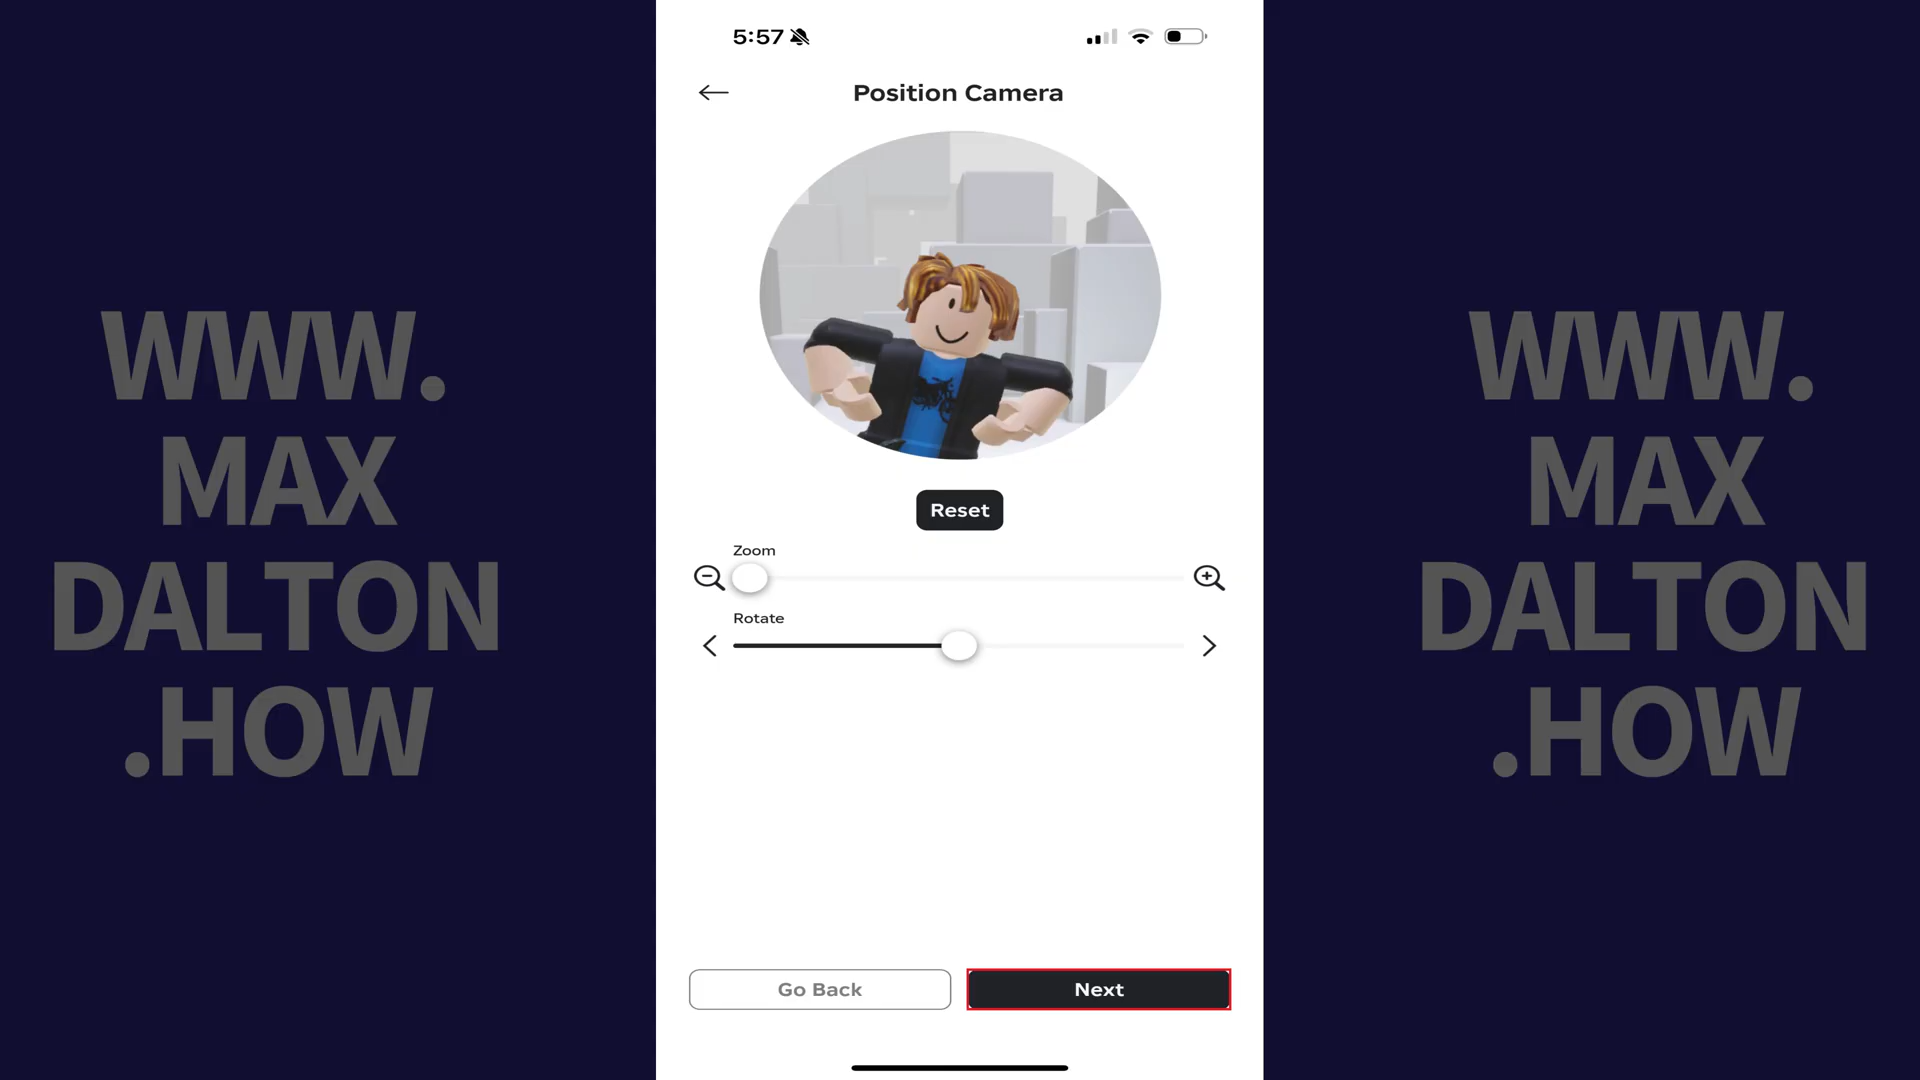 5:57
Position Camera
Reset
Zoom
Rotate
Go Back
Next
WWW.
MAX
DALTON
.HOW
WWW.
MAX
DALTON
.HOW